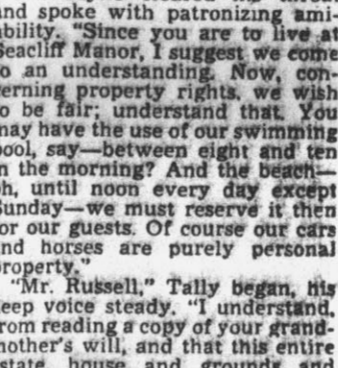 and spoke with patronizing ami-
ability. "Since you are to live at
Seacliff Manor, I suggest we come
to an understanding. Now, con-
cerning property rights, we wish
to be fair; understand that. You
may have the use of our swimming
pool, say—between eight and ten
in the morning? And the beach—
oh, until noon every day except
Sunday—we must reserve it then
for our guests. Of course our cars
and horses are purely personal
property."
"Mr. Russell," Tally began, his
deep voice steady. "I understand,
from reading a copy of your grand-
mother's will, and that this entire
estate, house and grounds and